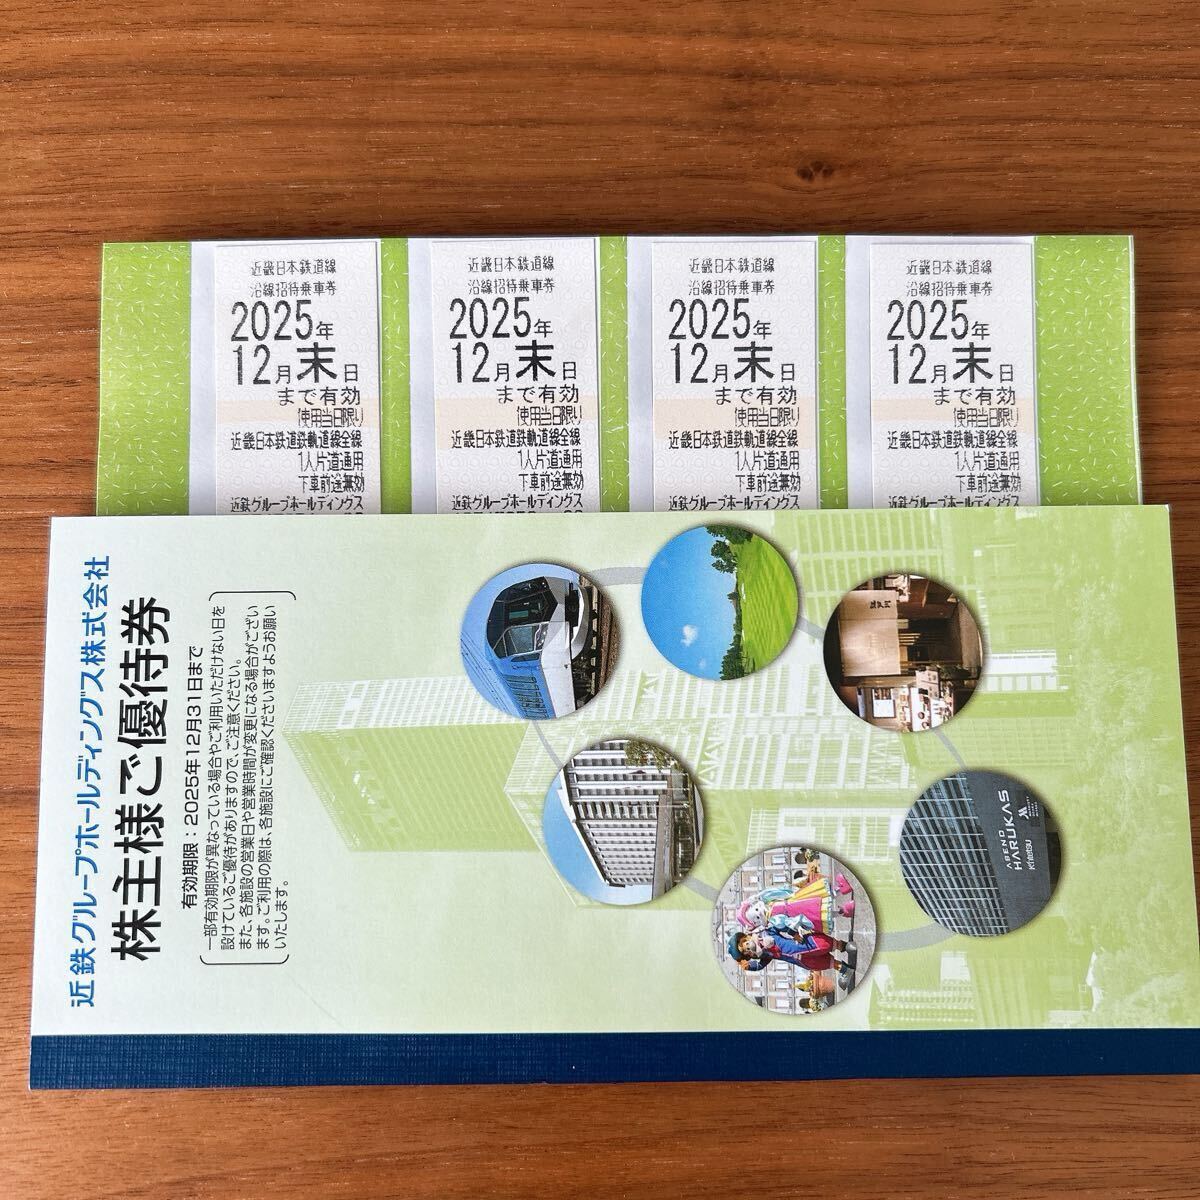 近畿日本鉄道線
沿線招待乗車券
2025年
12月末日
まで有効
使用当日限り
近畿日本鉄道鉄軌道線全線
1人片道通用
下車前途無効
近鉄グループホールディングス
近畿日本鉄道線
沿線招待乗車券
2025年
12月末日
まで有効
使用当日限り
近畿日本鉄道鉄軌道線全線
1人片道通用
下車前途無効
近鉄グループホールディングス
近畿日本鉄道線
沿線招待乗車券
2025年
12月末日
まで有効
使用当日限り
近畿日本鉄道鉄軌道線全線
1人片道通用
下車前途無効
近鉄グループホールディングス
近畿日本鉄道線
沿線招待乗車券
2025年
12月末日
まで有効
使用当日限り
近畿日本鉄道鉄軌道線全線
1人片道通用
下車前途無効
近鉄グループホールディングス
近鉄グループホールディングス株式会社
株主様ご優待券
有効期限：2025年12月31日まで
一部有効期限が異なっている場合やご利用いただけない日を
設けているご優待がありますので、ご注意ください。
また、各施設の営業日や営業時間が変更になる場合がござい
ます。ご利用の際は、各施設にご確認くださいますようお願い
いたします。
ABENO
HARUKAS
Kintetsu